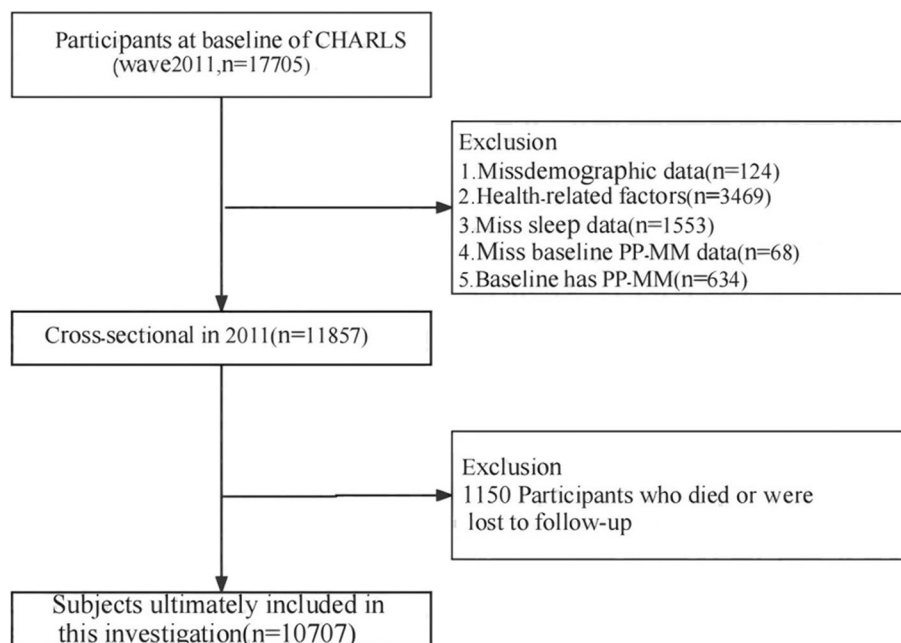 Participants at baseline of CHARLS
(wave2011,n=17705)
Exclusion
1.Missdemographic data(n=124)
2.Health-related factors(n=3469)
3.Miss sleep data(n=1553)
4.Miss baseline PP-MM data(n=68)
5.Baseline has PP-MM(n=634)
Cross-sectional in 2011(n=11857)
Exclusion
1150 Participants who died or were
lost to follow-up
Subjects ultimately included in
this investigation(n=10707)